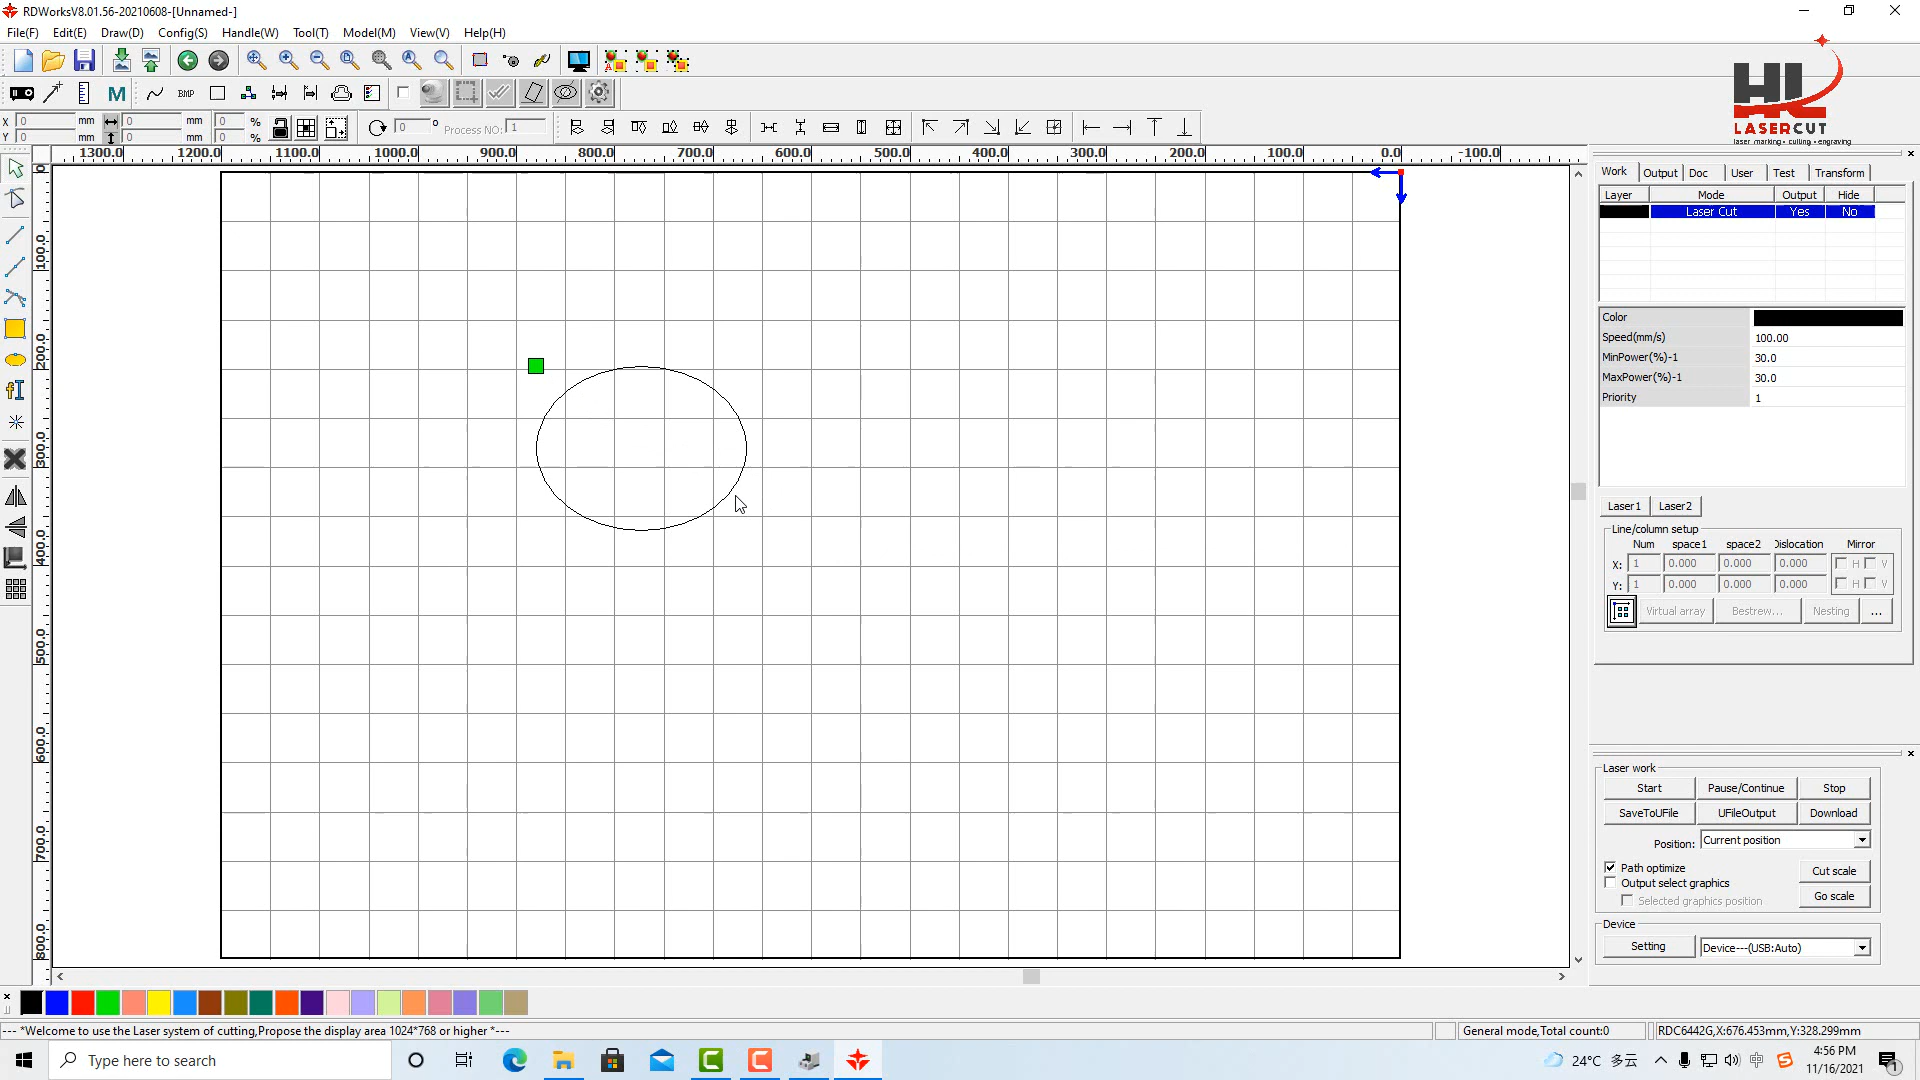 RDWorksV8.01.56-20210608-[Unnamed-]
File(F) Edit(E) Draw(D) Config(S) Handle(W) Tool(T) Model(M) View(V) Help(H)
HL
LASERCUT
laser marking • cutting • engraving
M BMP
X 0 mm 0 mm 0 %
Y 0 mm 0 mm 0 %
0 ° Process NO: 1
1300.0 1200.0 1100.0 1000.0 900.0 800.0 700.0 600.0 500.0 400.0 300.0 200.0 100.0 0.0 -100.0
0
100.0
200.0
300.0
400.0
500.0
600.0
700.0
800.0
Work Output Doc User Test Transform
Layer Mode Output Hide
Laser Cut Yes No
Color
Speed(mm/s) 100.00
MinPower(%)-1 30.0
MaxPower(%)-1 30.0
Priority 1
Laser1 Laser2
Line/column setup
Num space1 space2 Dislocation Mirror
X: 1 0.000 0.000 0.000 H V
Y: 1 0.000 0.000 0.000 H V
Virtual array Bestrew... Nesting ...
Laser work
Start Pause/Continue Stop
SaveToUFile UFileOutput Download
Position: Current position
Path optimize
Cut scale
Output select graphics
Selected graphics position
Go scale
Device
Setting Device---(USB:Auto)
--- *Welcome to use the Laser system of cutting,Propose the display area 1024*768 or higher *---
General mode,Total count:0
RDC6442G,X:676.453mm,Y:328.299mm
Type here to search
24°C 多云
中
4:56 PM
11/16/2021
1